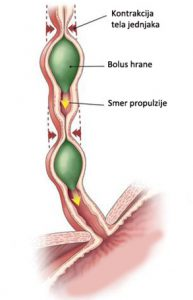 Kontrakcija
tela jednjaka
Bolus hrane
Smer propulzije